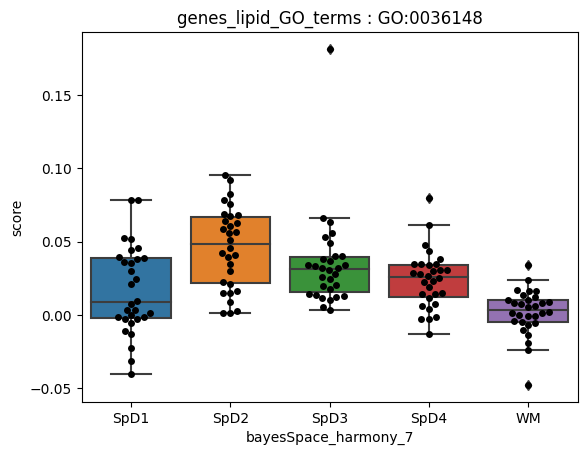 genes_lipid_GO_terms : GO:0036148
score
0.15
0.10
0.05
0.00
−0.05
SpD1 SpD2 SpD3 SpD4 WM
bayesSpace_harmony_7